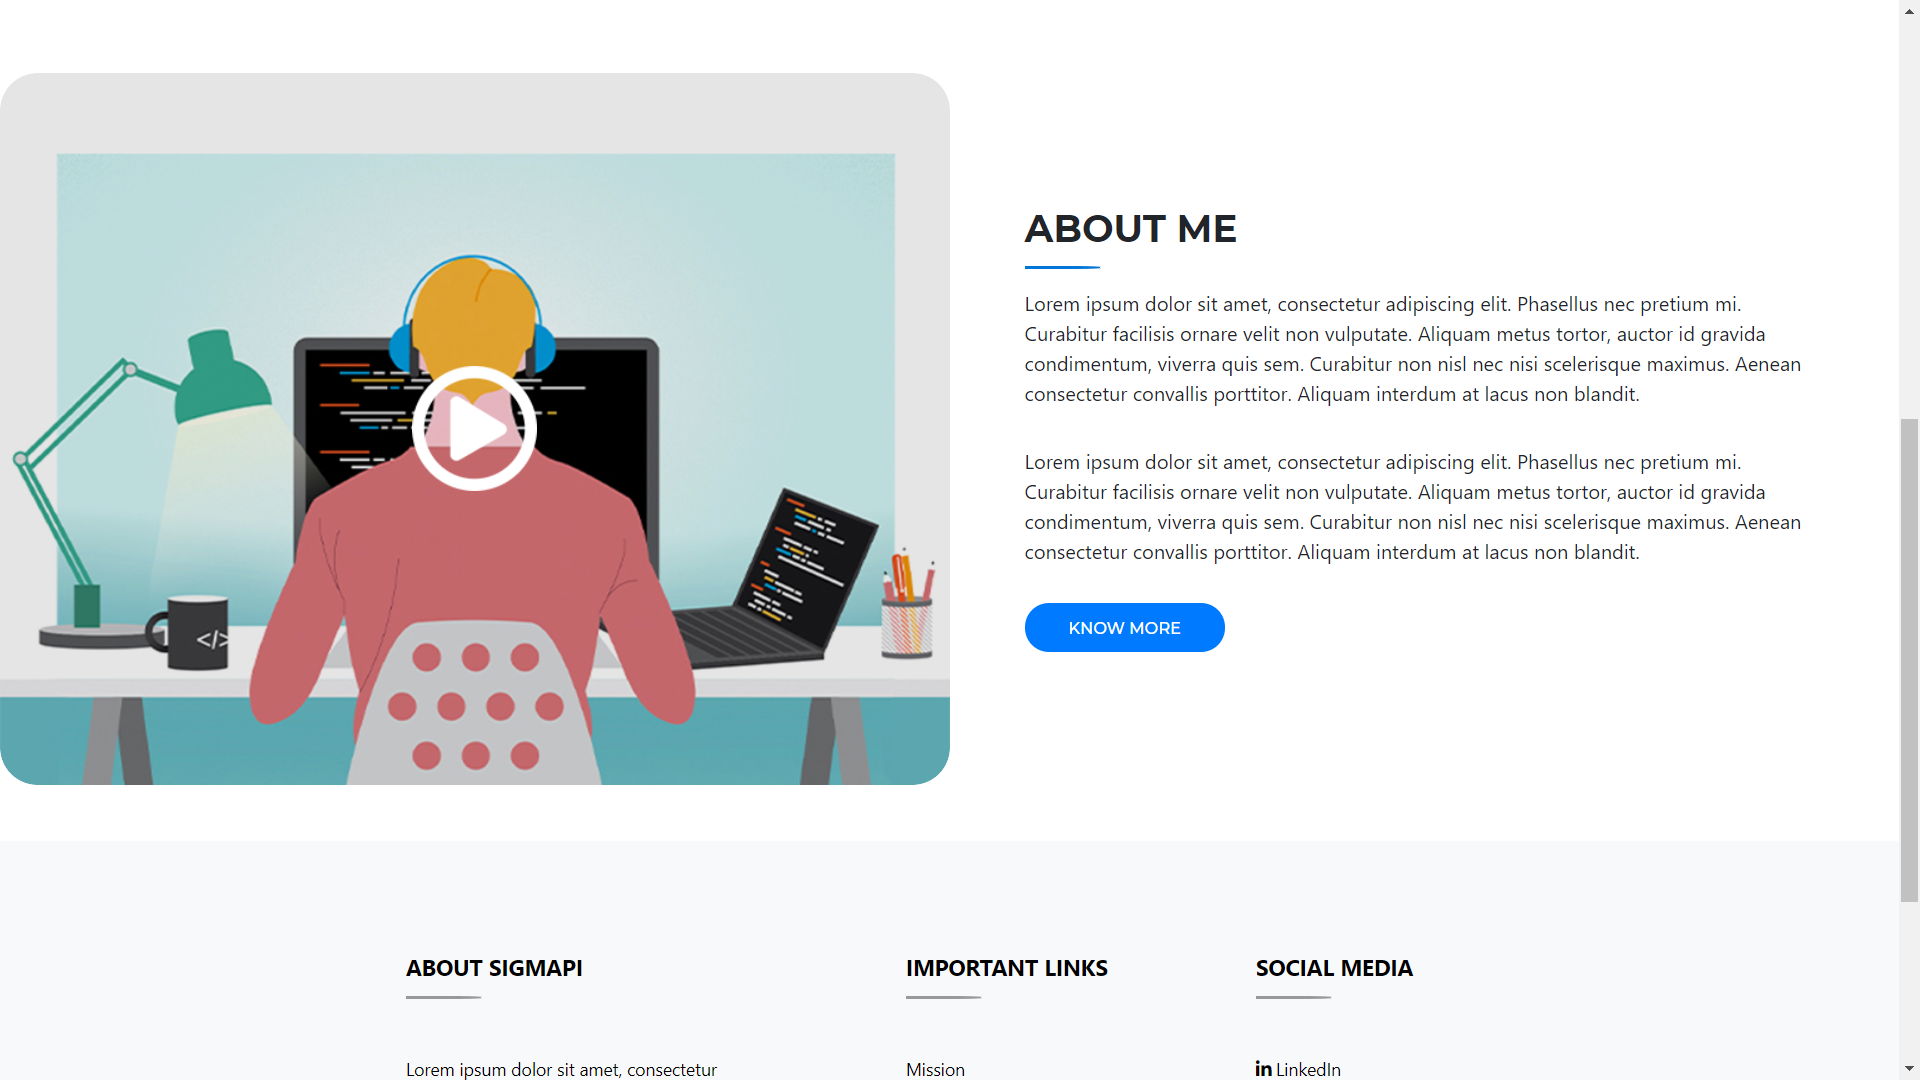 </>
ABOUT ME
Lorem ipsum dolor sit amet, consectetur adipiscing elit. Phasellus nec pretium mi.
Curabitur facilisis ornare velit non vulputate. Aliquam metus tortor, auctor id gravida
condimentum, viverra quis sem. Curabitur non nisl nec nisi scelerisque maximus. Aenean
consectetur convallis porttitor. Aliquam interdum at lacus non blandit.
Lorem ipsum dolor sit amet, consectetur adipiscing elit. Phasellus nec pretium mi.
Curabitur facilisis ornare velit non vulputate. Aliquam metus tortor, auctor id gravida
condimentum, viverra quis sem. Curabitur non nisl nec nisi scelerisque maximus. Aenean
consectetur convallis porttitor. Aliquam interdum at lacus non blandit.
KNOW MORE
ABOUT SIGMAPI
Lorem ipsum dolor sit amet, consectetur
IMPORTANT LINKS
Mission
SOCIAL MEDIA
in LinkedIn